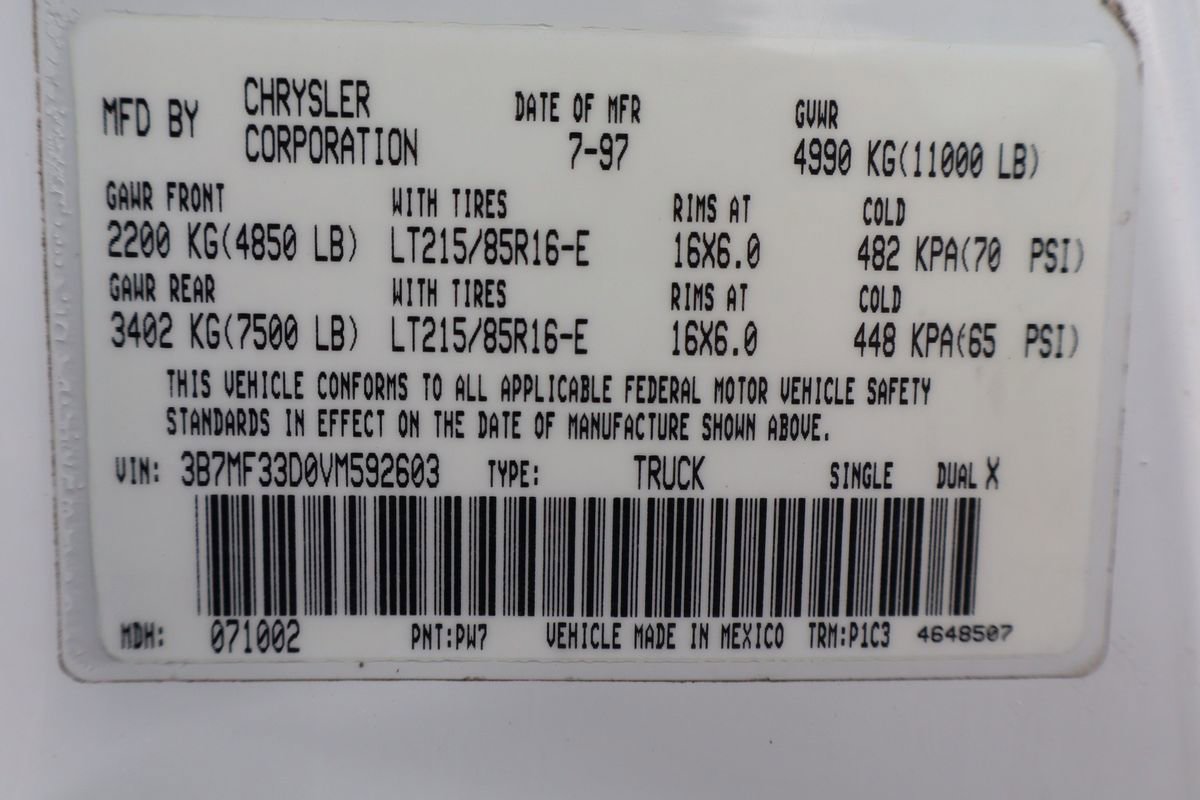 MFD BY CHRYSLER CORPORATION DATE OF MFR 7-97 GVWR 4990 KG(11000 LB)
GAWR FRONT WITH TIRES RIMS AT COLD
2200 KG(4850 LB) LT215/85R16-E 16X6.0 482 KPA(70 PSI)
GAWR REAR WITH TIRES RIMS AT COLD
3402 KG(7500 LB) LT215/85R16-E 16X6.0 448 KPA(65 PSI)
THIS VEHICLE CONFORMS TO ALL APPLICABLE FEDERAL MOTOR VEHICLE SAFETY
STANDARDS IN EFFECT ON THE DATE OF MANUFACTURE SHOWN ABOVE.
VIN: 3B7MF33D0VM592603 TYPE: TRUCK SINGLE DUAL X
MDH: 071002 PNT:PW7 VEHICLE MADE IN MEXICO TRM:P1C3 4648507